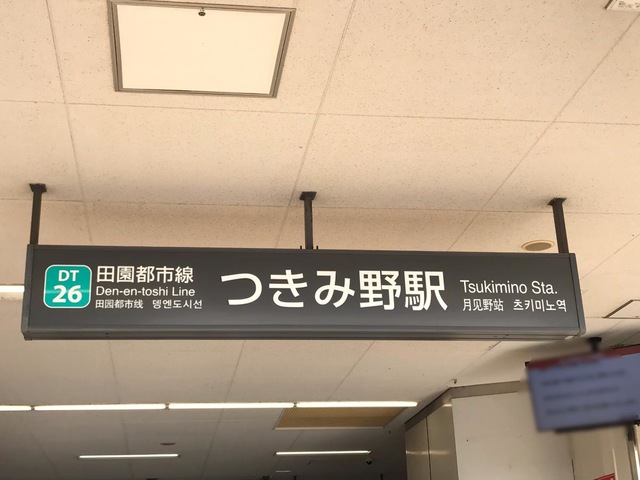 DT
26
田園都市線
Den-en-toshi Line
田园都市线 덴엔도시선
つきみ野駅
Tsukimino Sta.
月见野站 츠키미노역